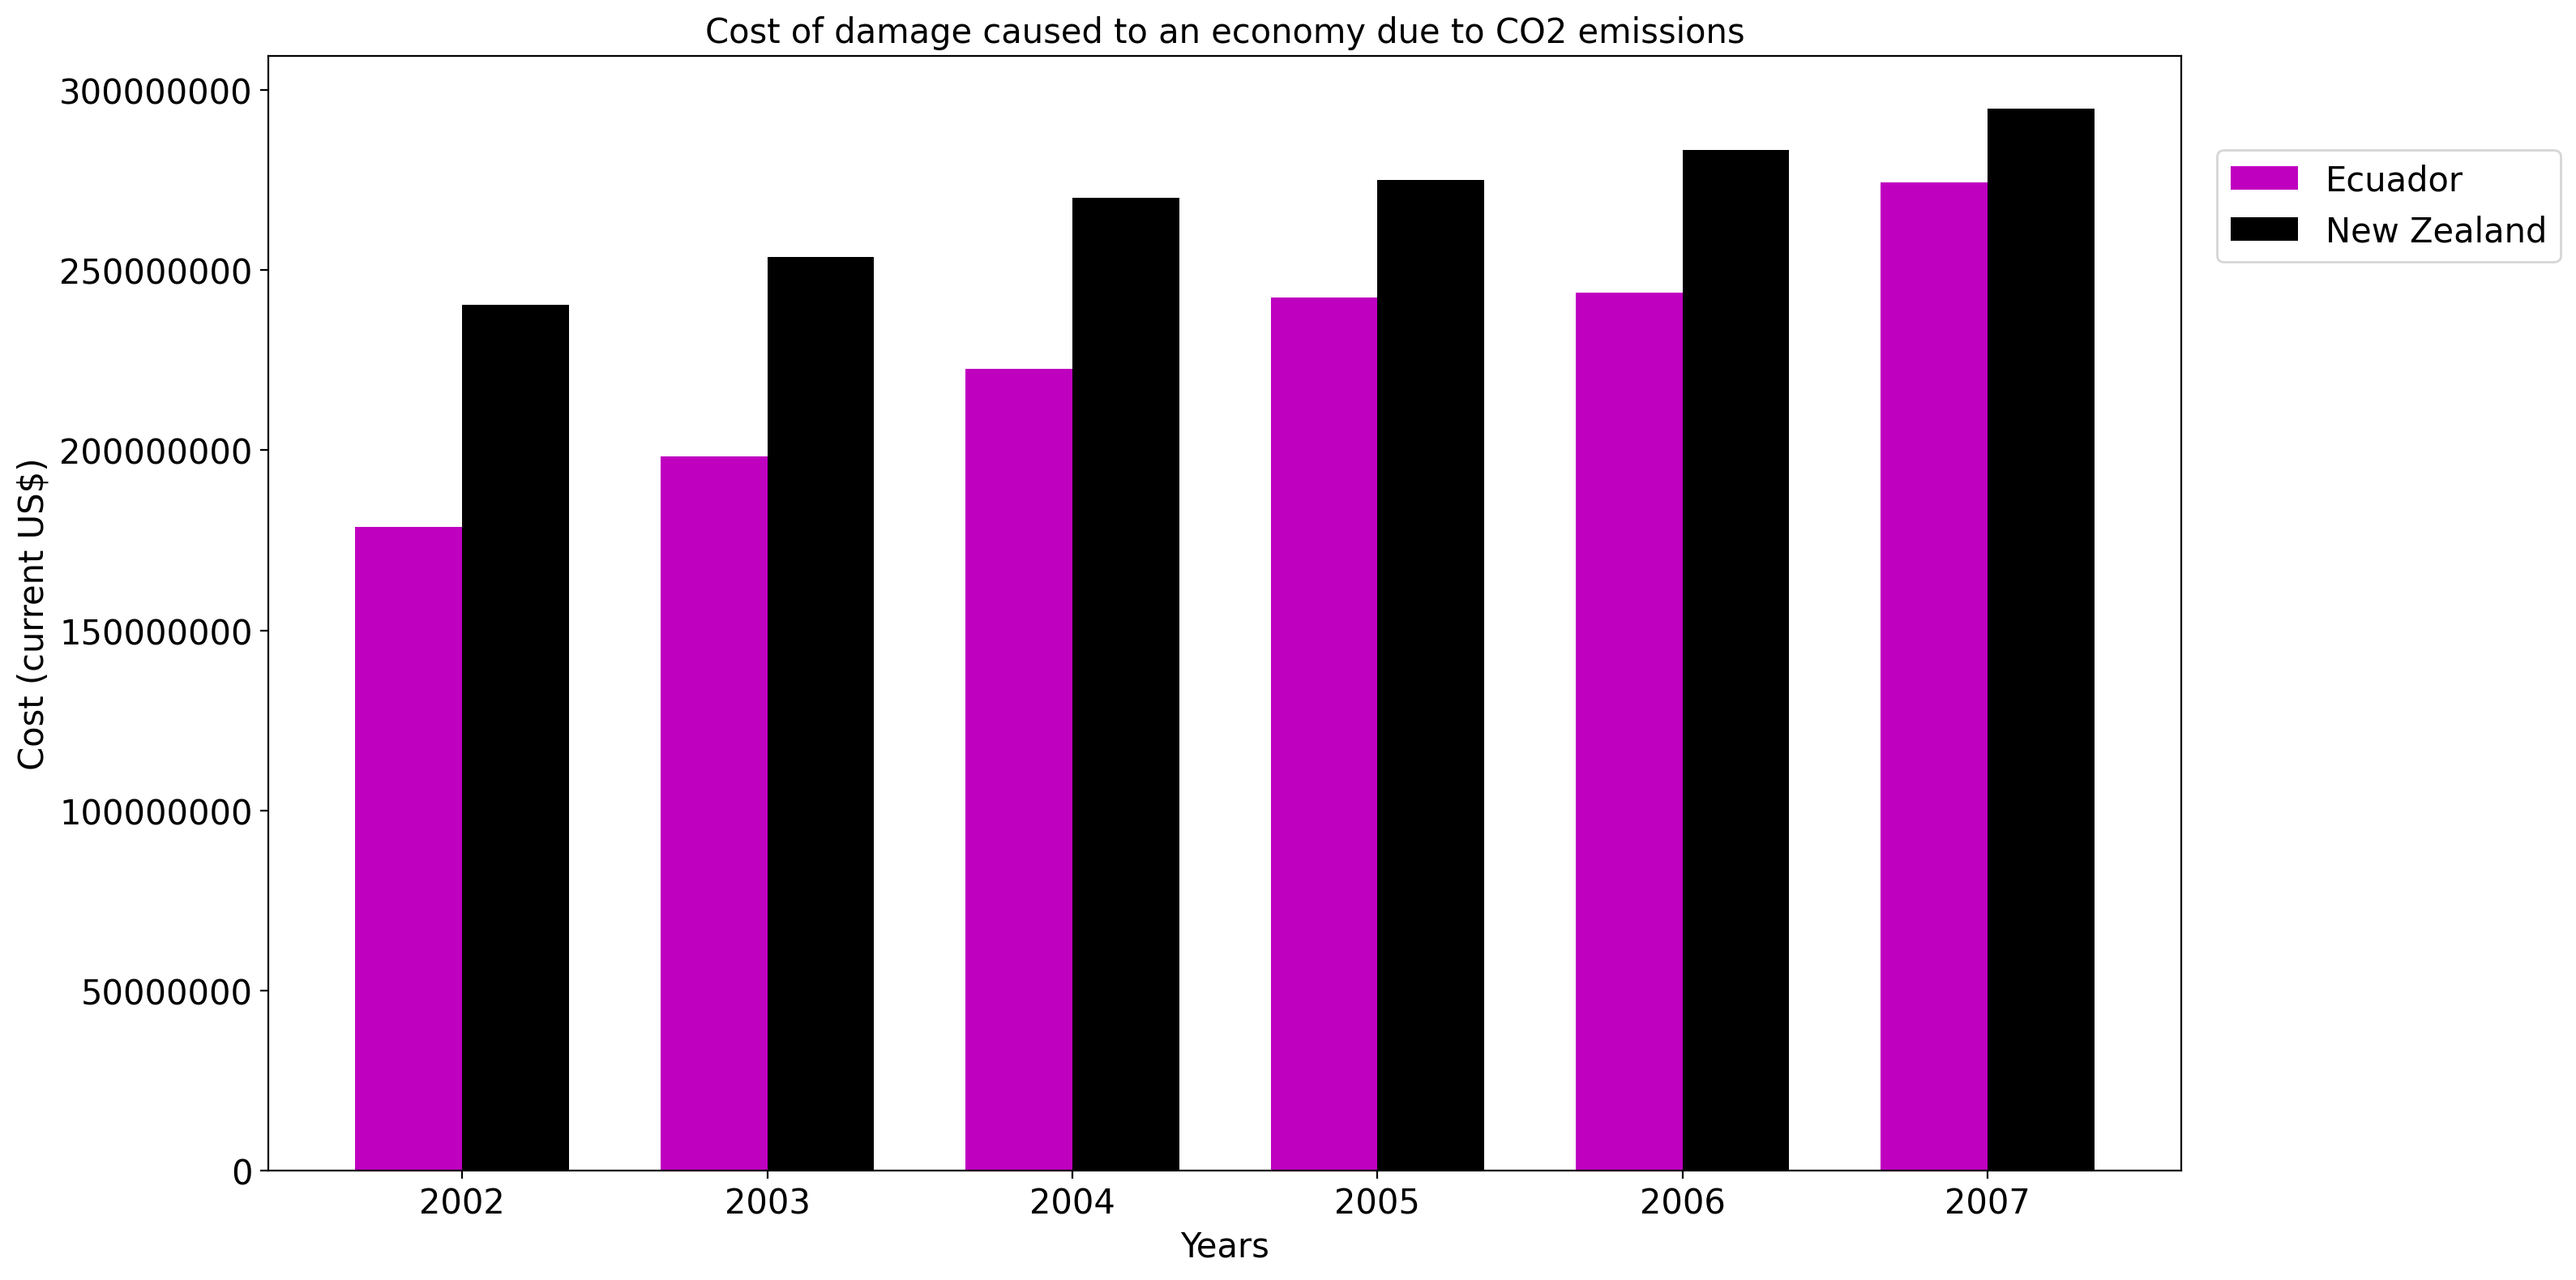 Cost of damage caused to an economy due to CO2 emissions
300000000
250000000
200000000
150000000
100000000
50000000
0
Cost (current US$)
2002
2003
2004
2005
2006
2007
Years
Ecuador
New Zealand